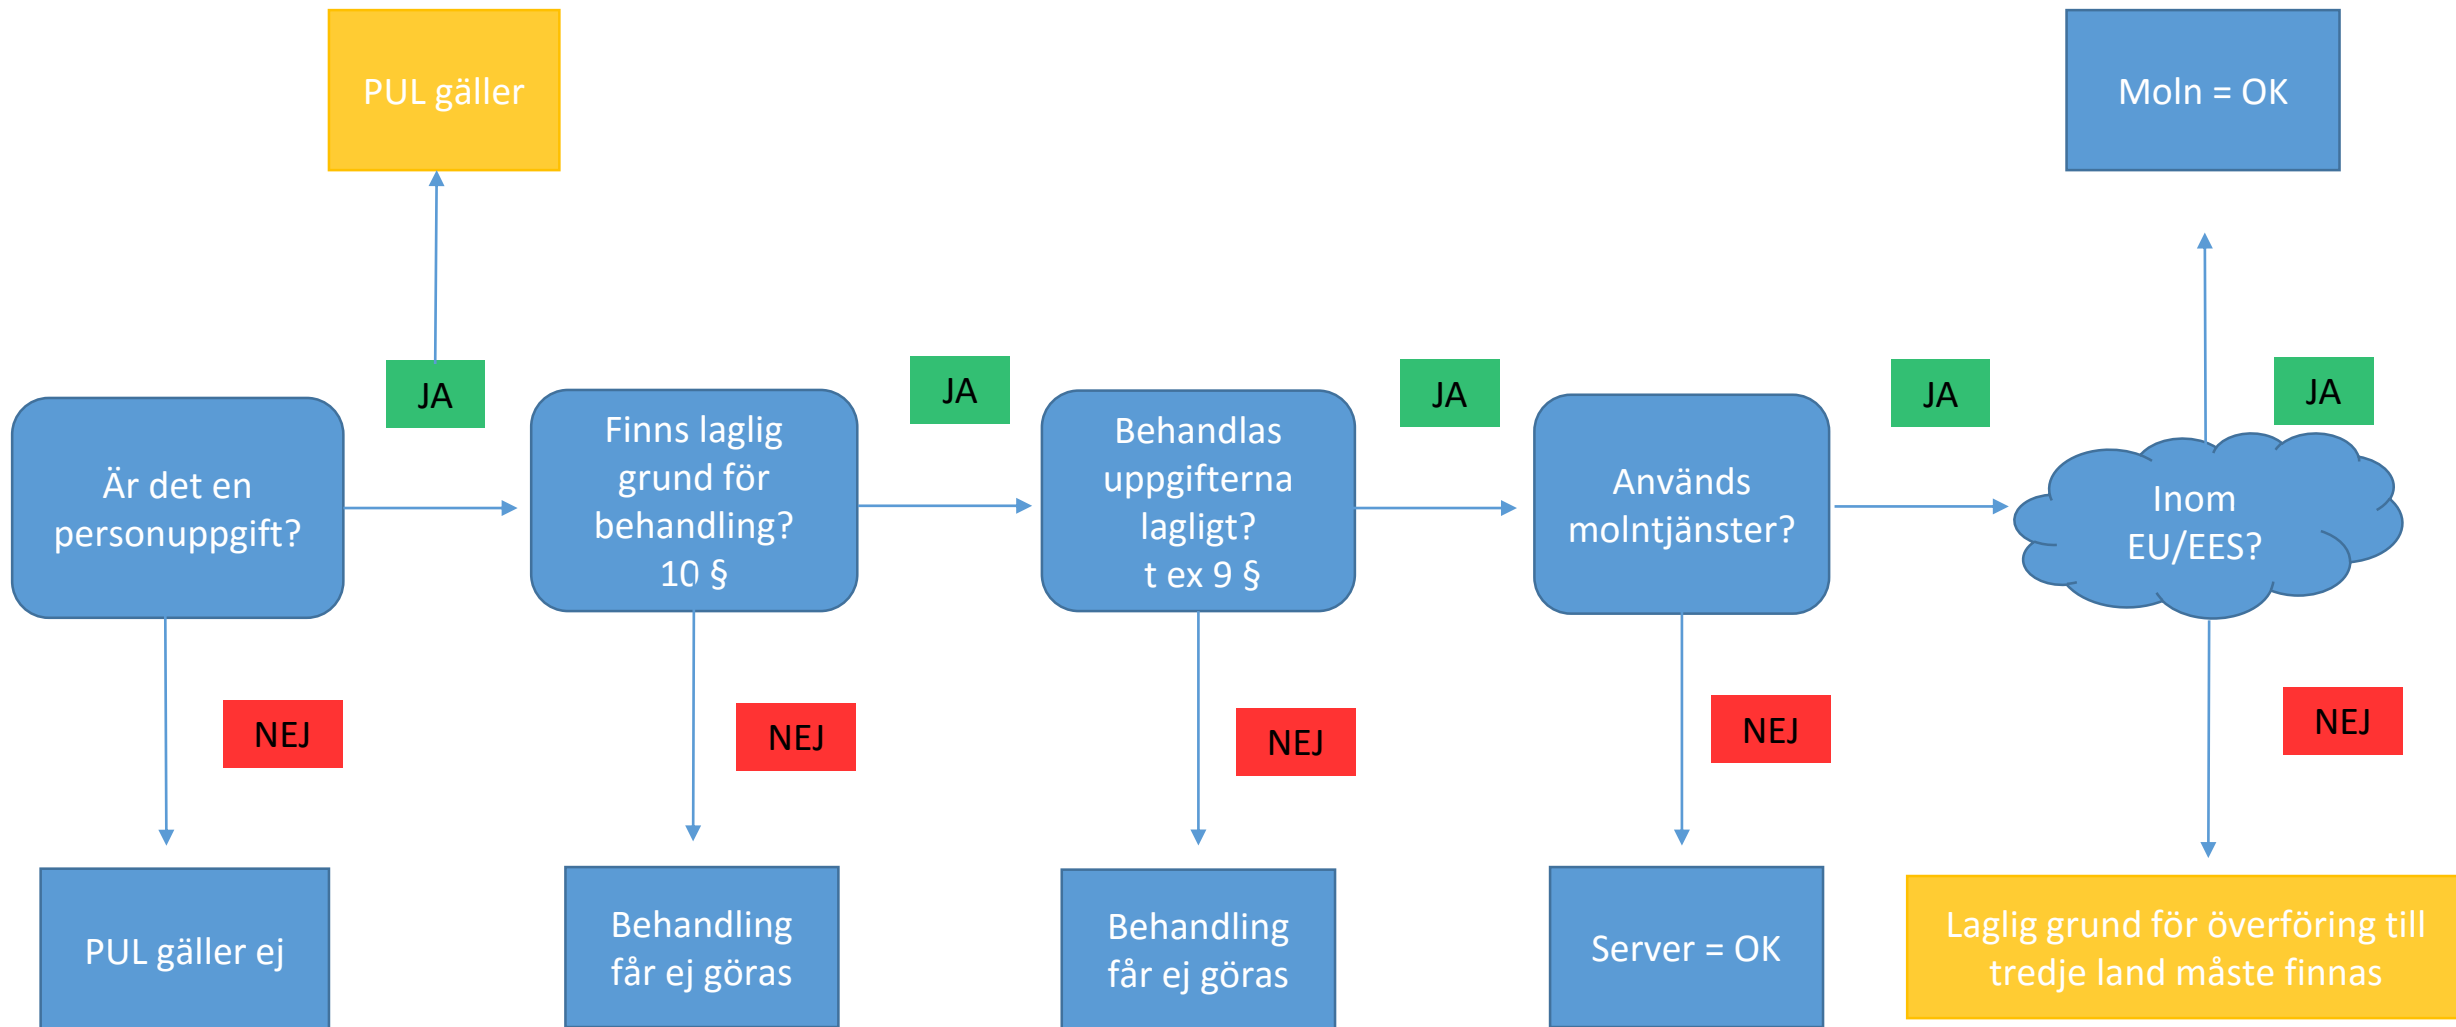 PUL gäller
Moln = OK
JA
JA
JA
JA
JA
Är det en
personuppgift?
Finns laglig
grund för
behandling?
10 §
Behandlas
uppgifterna
lagligt?
t ex 9 §
Används
molntjänster?
Inom
EU/EES?
NEJ
NEJ
NEJ
NEJ
NEJ
PUL gäller ej
Behandling
får ej göras
Behandling
får ej göras
Server = OK
Laglig grund för överföring till
tredje land måste finnas